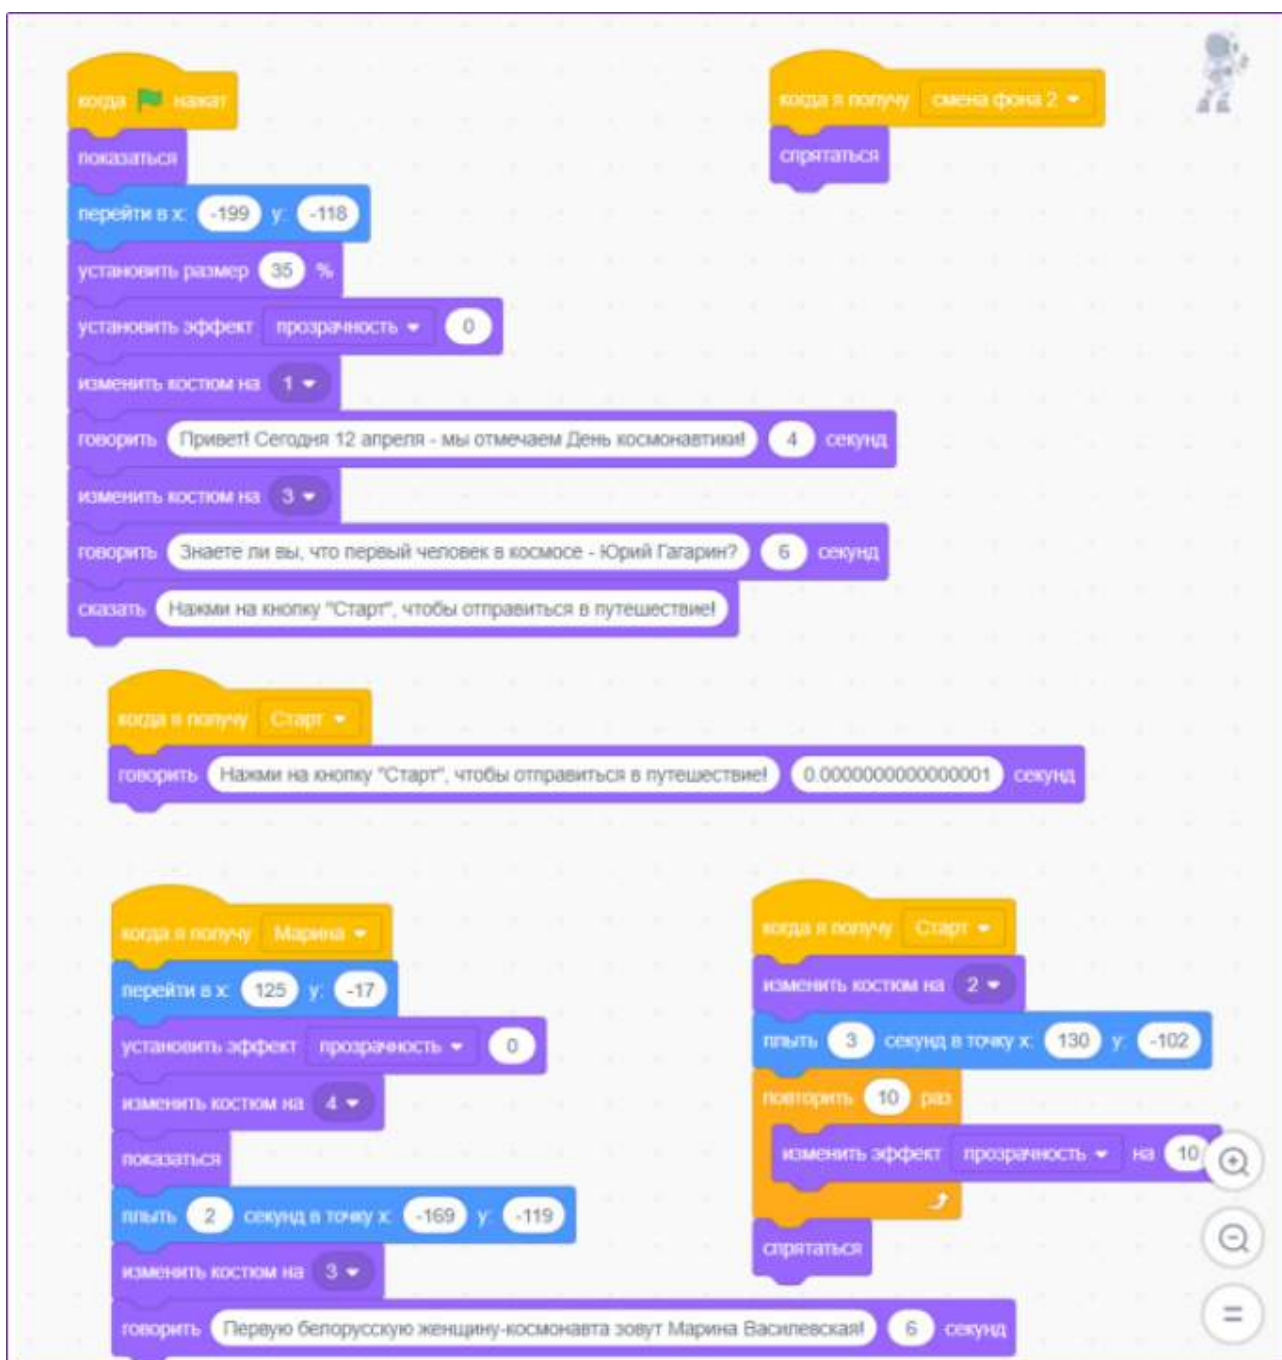 когда нажат
показаться
перейти в x: -199 y: -118
установить размер 35 %
установить эффект прозрачность 0
изменить костюм на 1
говорить Привет! Сегодня 12 апреля - мы отмечаем День космонавтики! 4 секунд
изменить костюм на 3
говорить Знаете ли вы, что первый человек в космосе - Юрий Гагарин? 6 секунд
сказать Нажми на кнопку "Старт", чтобы отправиться в путешествие!
когда я получу смена фона 2
спрятаться
когда я получу Старт
говорить Нажми на кнопку "Старт", чтобы отправиться в путешествие! 0.0000000000000001 секунд
когда я получу Марина
перейти в x: 125 y: -17
установить эффект прозрачность 0
изменить костюм на 4
показаться
плыть 2 секунд в точку x: -169 y: -119
изменить костюм на 3
говорить Первую белорусскую женщину-космонавта зовут Марина Василевская! 6 секунд
когда я получу Старт
изменить костюм на 2
плыть 3 секунд в точку x: 130 y: -102
повторить 10 раз
изменить эффект прозрачность на 10
спрятаться